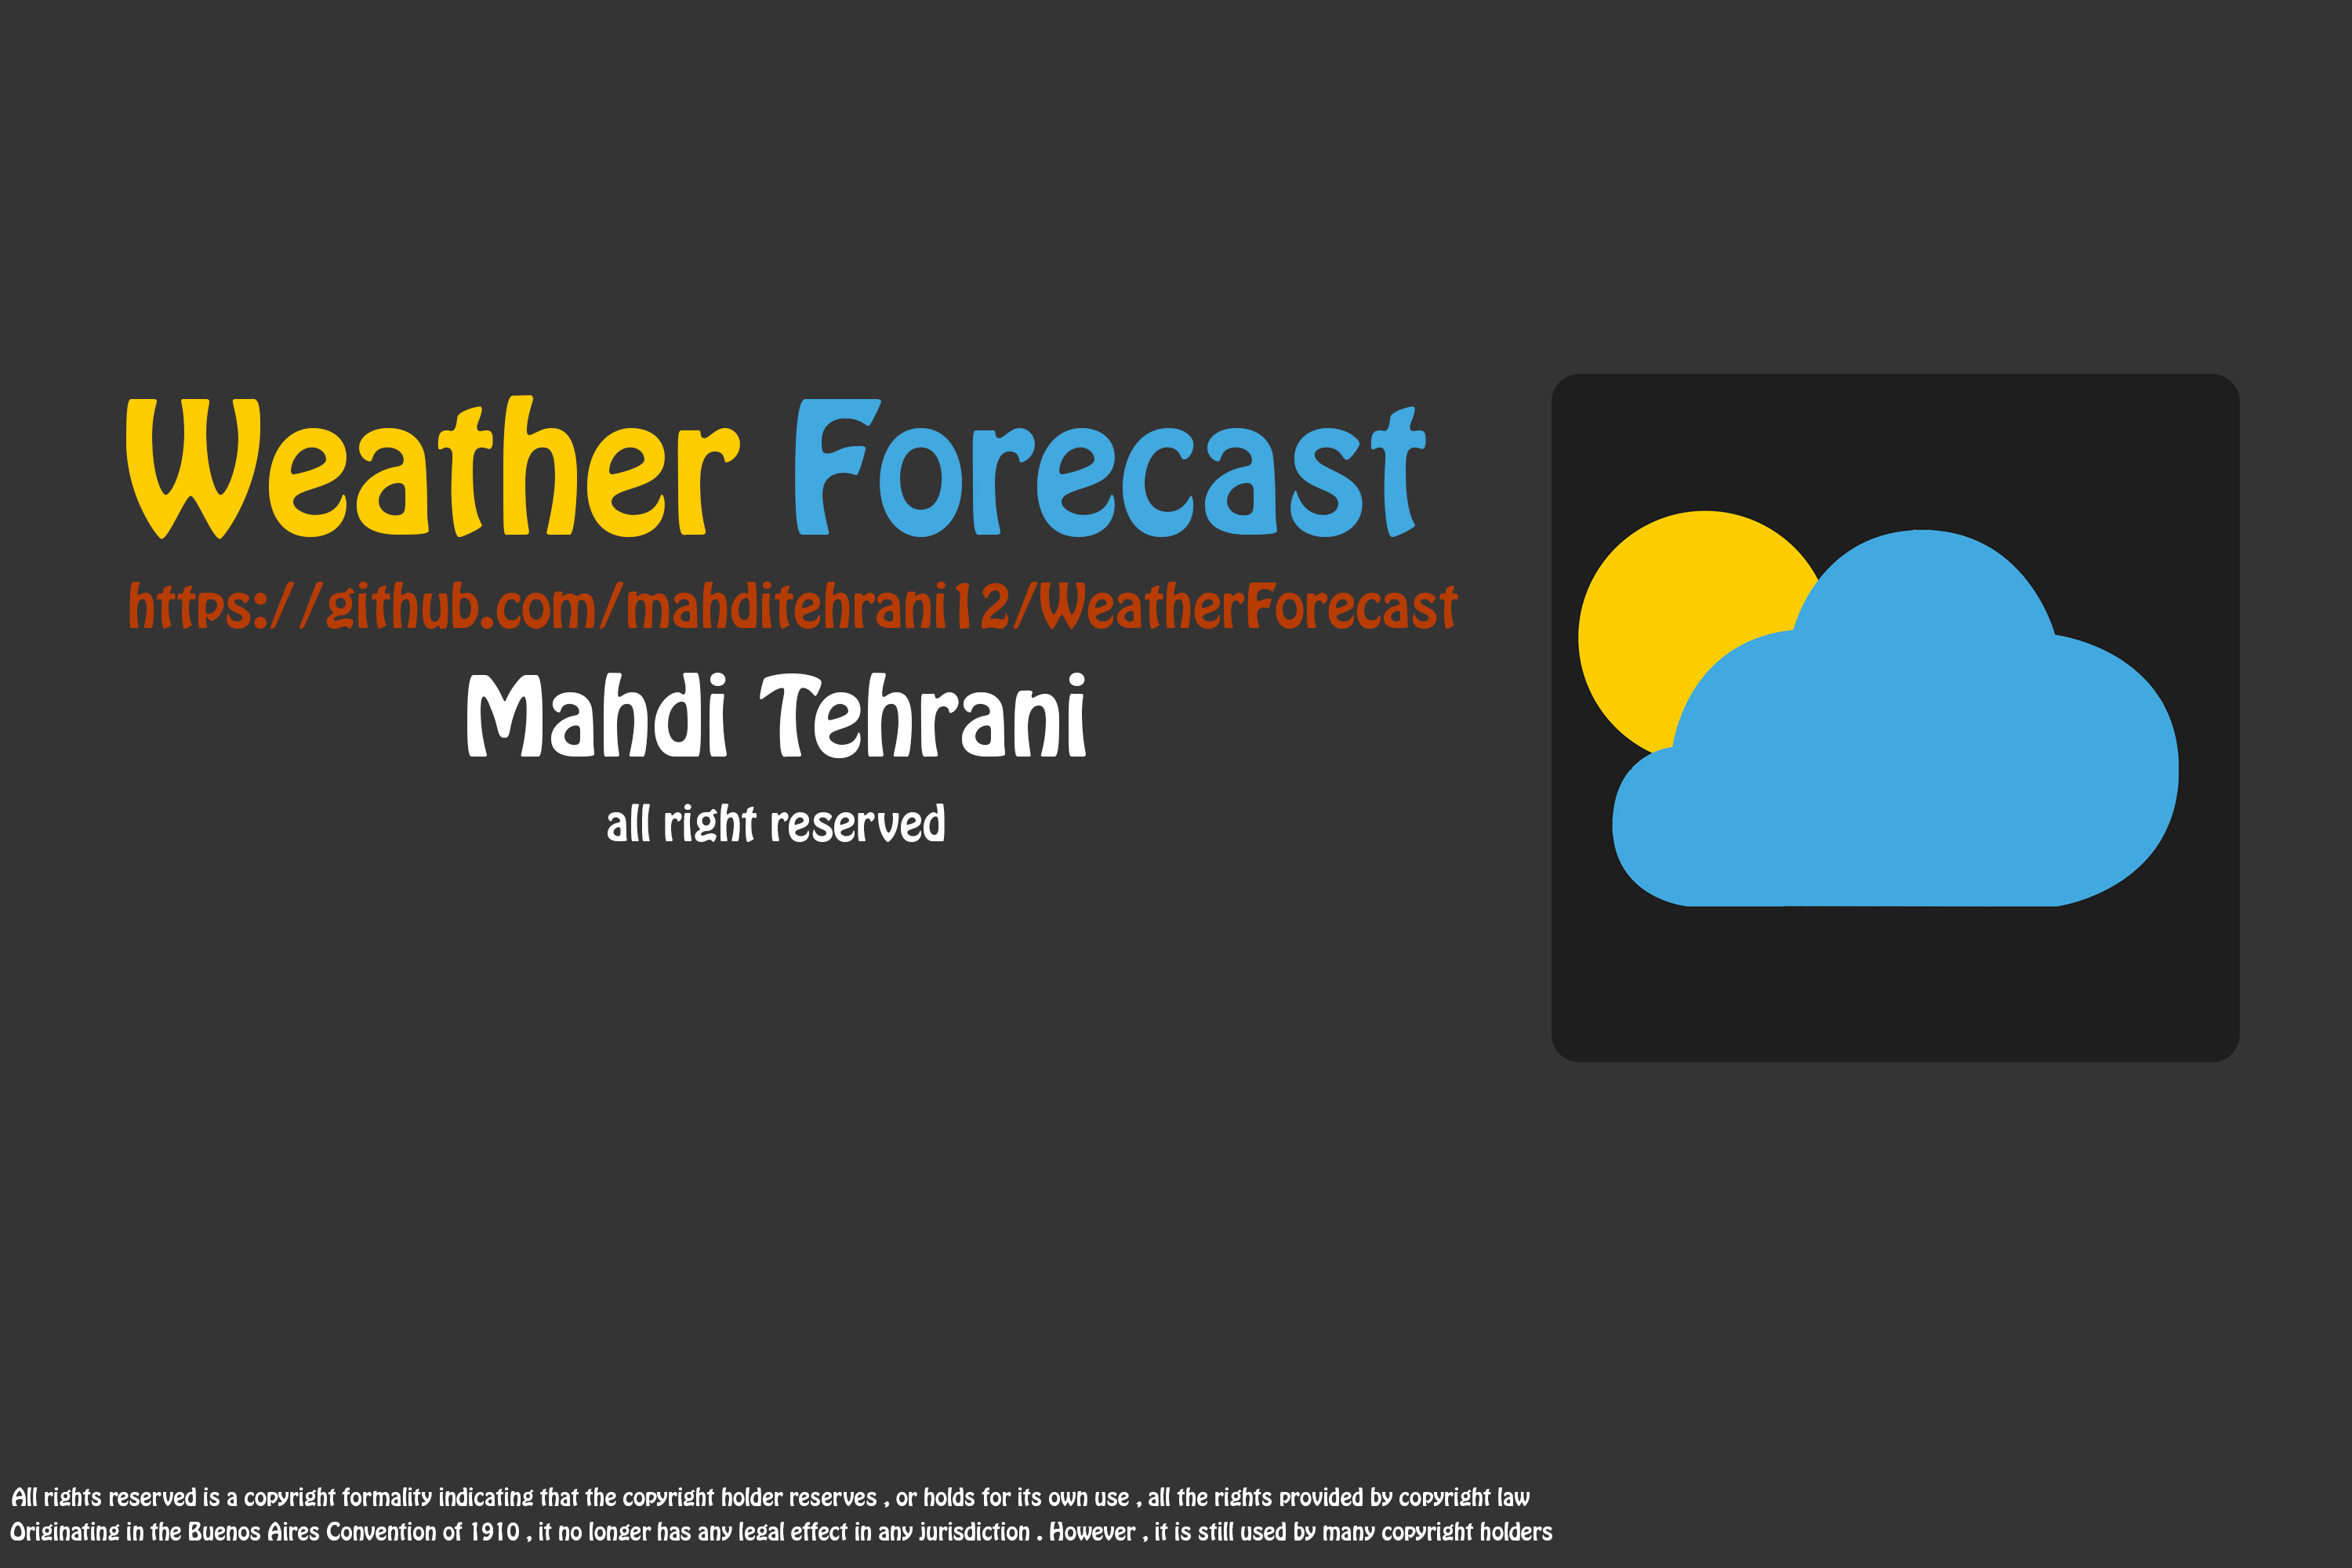 Weather Forecast
https://github.com/mahditehrani12/WeatherForecast
Mahdi Tehrani
all right reserved
All rights reserved is a copyright formality indicating that the copyright holder reserves , or holds for its own use , all the rights provided by copyright law
Originating in the Buenos Aires Convention of 1910 , it no longer has any legal effect in any jurisdiction . However , it is still used by many copyright holders